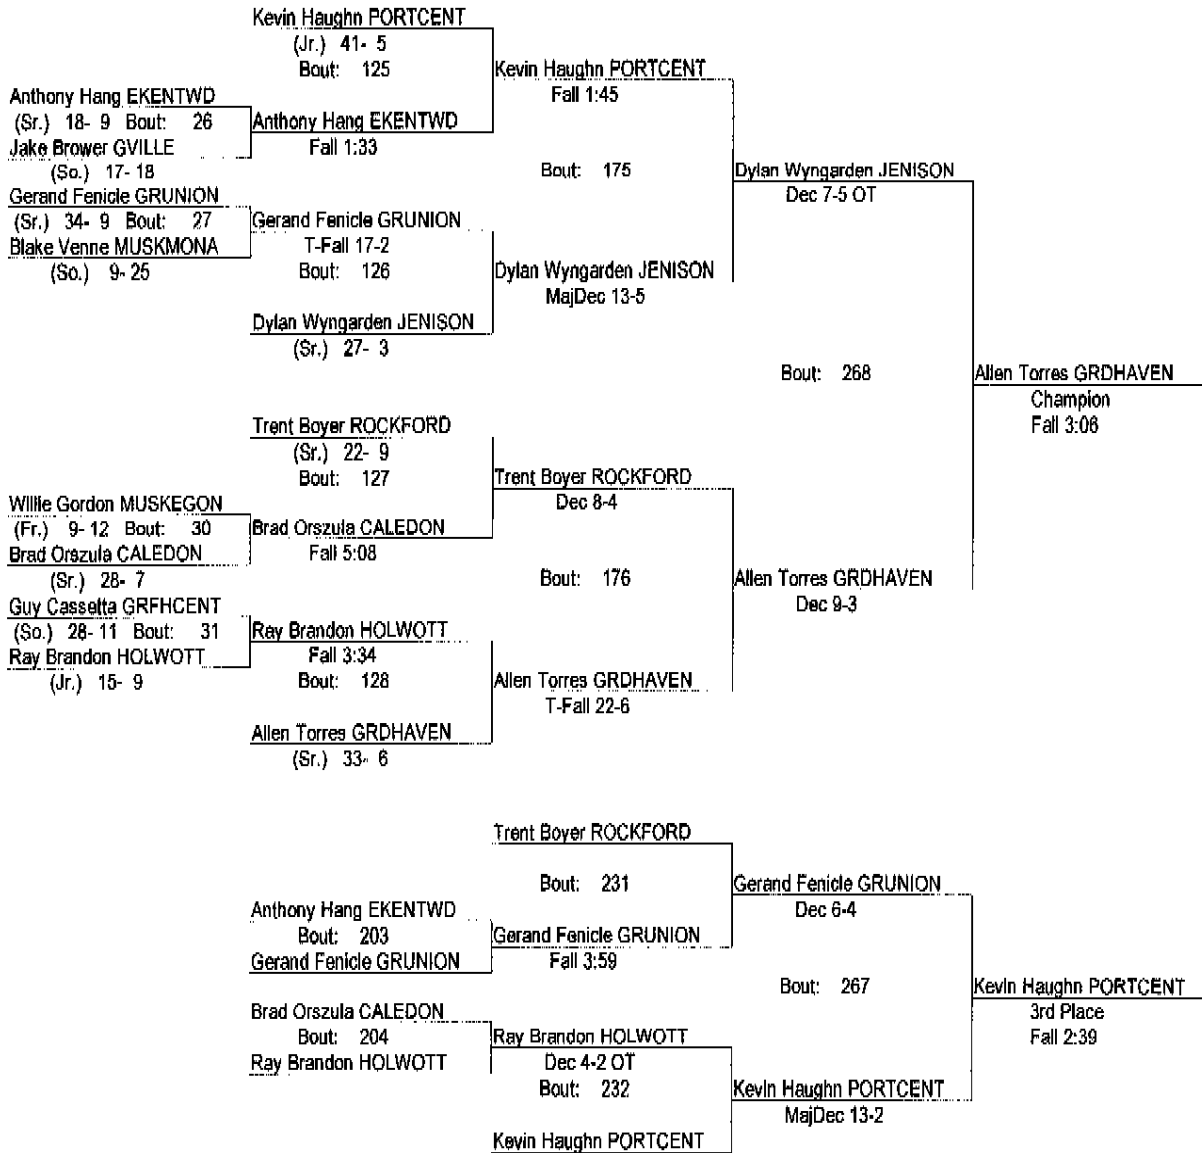 Kevin Haughn PORTCENT
(Jr.) 41- 5
Bout: 125
Kevin Haughn PORTCENT
Fall 1:45
Anthony Hang EKENTWD
(Sr.) 18- 9 Bout: 26
Anthony Hang EKENTWD
Fall 1:33
Jake Brower GVILLE
(So.) 17- 18
Bout: 175
Dylan Wyngarden JENISON
Dec 7-5 OT
Gerand Fenicle GRUNION
(Sr.) 34- 9 Bout: 27
Gerand Fenicle GRUNION
T-Fall 17-2
Blake Venne MUSKMONA
(So.) 9- 25
Bout: 126
Dylan Wyngarden JENISON
MajDec 13-5
Dylan Wyngarden JENISON
(Sr.) 27- 3
Bout: 268
Allen Torres GRDHAVEN
Champion
Fall 3:06
Trent Boyer ROCKFORD
(Sr.) 22- 9
Bout: 127
Trent Boyer ROCKFORD
Dec 8-4
Willie Gordon MUSKEGON
(Fr.) 9- 12 Bout: 30
Brad Orszula CALEDON
Fall 5:08
Brad Orszula CALEDON
(Sr.) 28- 7
Bout: 176
Allen Torres GRDHAVEN
Dec 9-3
Guy Cassetta GRFHCENT
(So.) 28- 11 Bout: 31
Ray Brandon HOLWOTT
Fall 3:34
Ray Brandon HOLWOTT
(Jr.) 15- 9
Bout: 128
Allen Torres GRDHAVEN
T-Fall 22-6
Allen Torres GRDHAVEN
(Sr.) 33- 6
Trent Boyer ROCKFORD
Bout: 231
Gerand Fenicle GRUNION
Dec 6-4
Anthony Hang EKENTWD
Bout: 203
Gerand Fenicle GRUNION
Fall 3:59
Gerand Fenicle GRUNION
Bout: 267
Kevin Haughn PORTCENT
3rd Place
Fall 2:39
Brad Orszula CALEDON
Bout: 204
Ray Brandon HOLWOTT
Dec 4-2 OT
Ray Brandon HOLWOTT
Bout: 232
Kevin Haughn PORTCENT
MajDec 13-2
Kevin Haughn PORTCENT